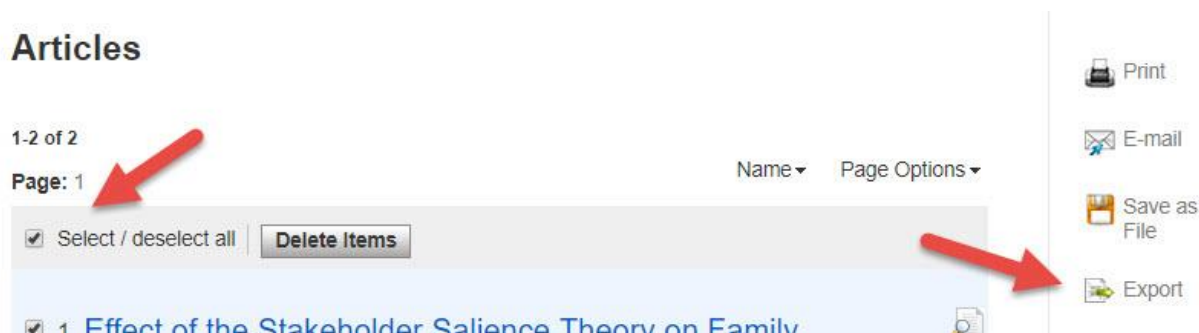 Articles
1-2 of 2
Page: 1
Name Page Options
Select / deselect all Delete Items
1. Effect of the Stakeholder Salience Theory on Family
Print
E-mail
Save as
File
Export